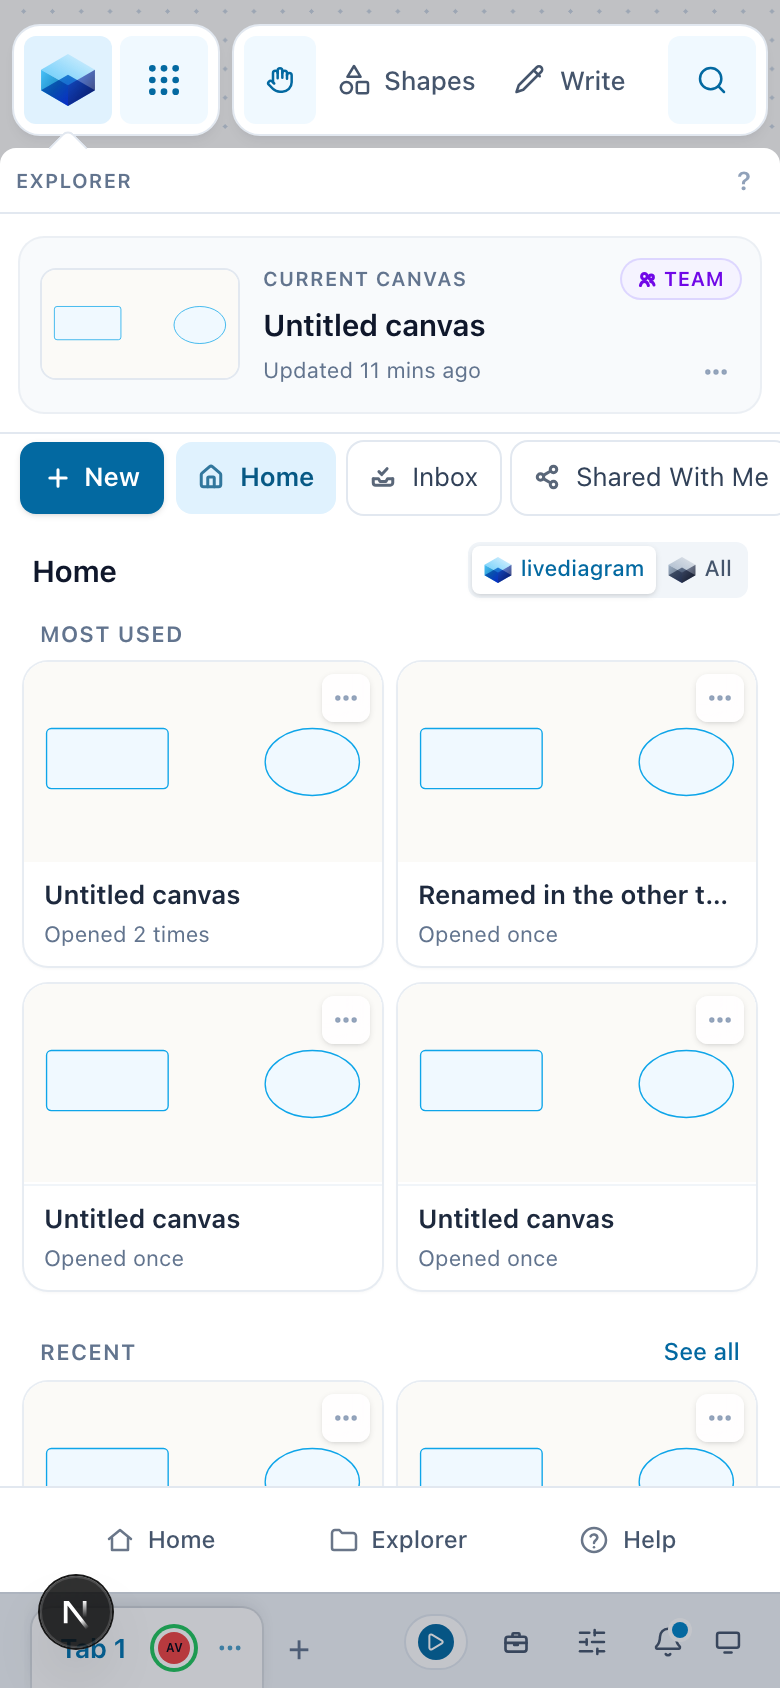 Shapes
Write
EXPLORER
?
CURRENT CANVAS
TEAM
Untitled canvas
Updated 11 mins ago
New
Home
Inbox
Shared With Me
Home
livediagram
All
MOST USED
Untitled canvas
Opened 2 times
Renamed in the other t...
Opened once
Untitled canvas
Opened once
Untitled canvas
Opened once
RECENT
See all
Home
Explorer
Help
N
Tab 1
AV